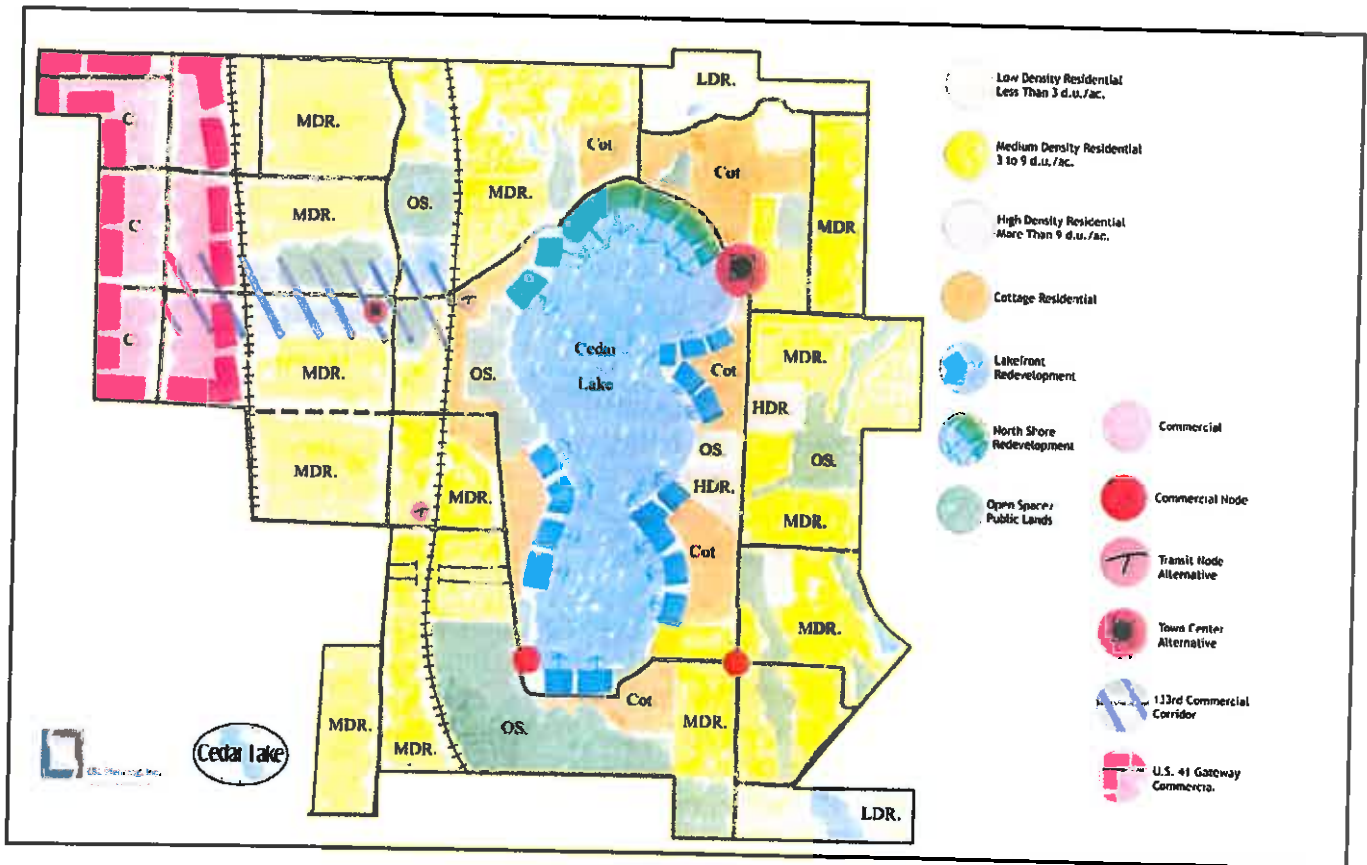 LDR.
MDR.
Cot
Cot
C
MDR.
MDR.
OS.
MDR
C
Cedar
Lake
C
MDR.
OS.
Cot
MDR.
HDR
OS.
OS.
MDR.
MDR.
HDR.
MDR.
Cot
MDR.
MDR.
MDR.
OS.
Cot
MDR.
LDR.
Cedar Lake
Low Density Residential
Less Than 3 d.u./ac.
Medium Density Residential
3 to 9 d.u./ac.
High Density Residential
More Than 9 d.u./ac.
Cottage Residential
Lakefront
Redevelopment
North Shore
Redevelopment
Open Space/
Public Lands
Commercial
Commercial Node
Transit Node
Alternative
Town Center
Alternative
133rd Commercial
Corridor
U.S. 41 Gateway
Commercial